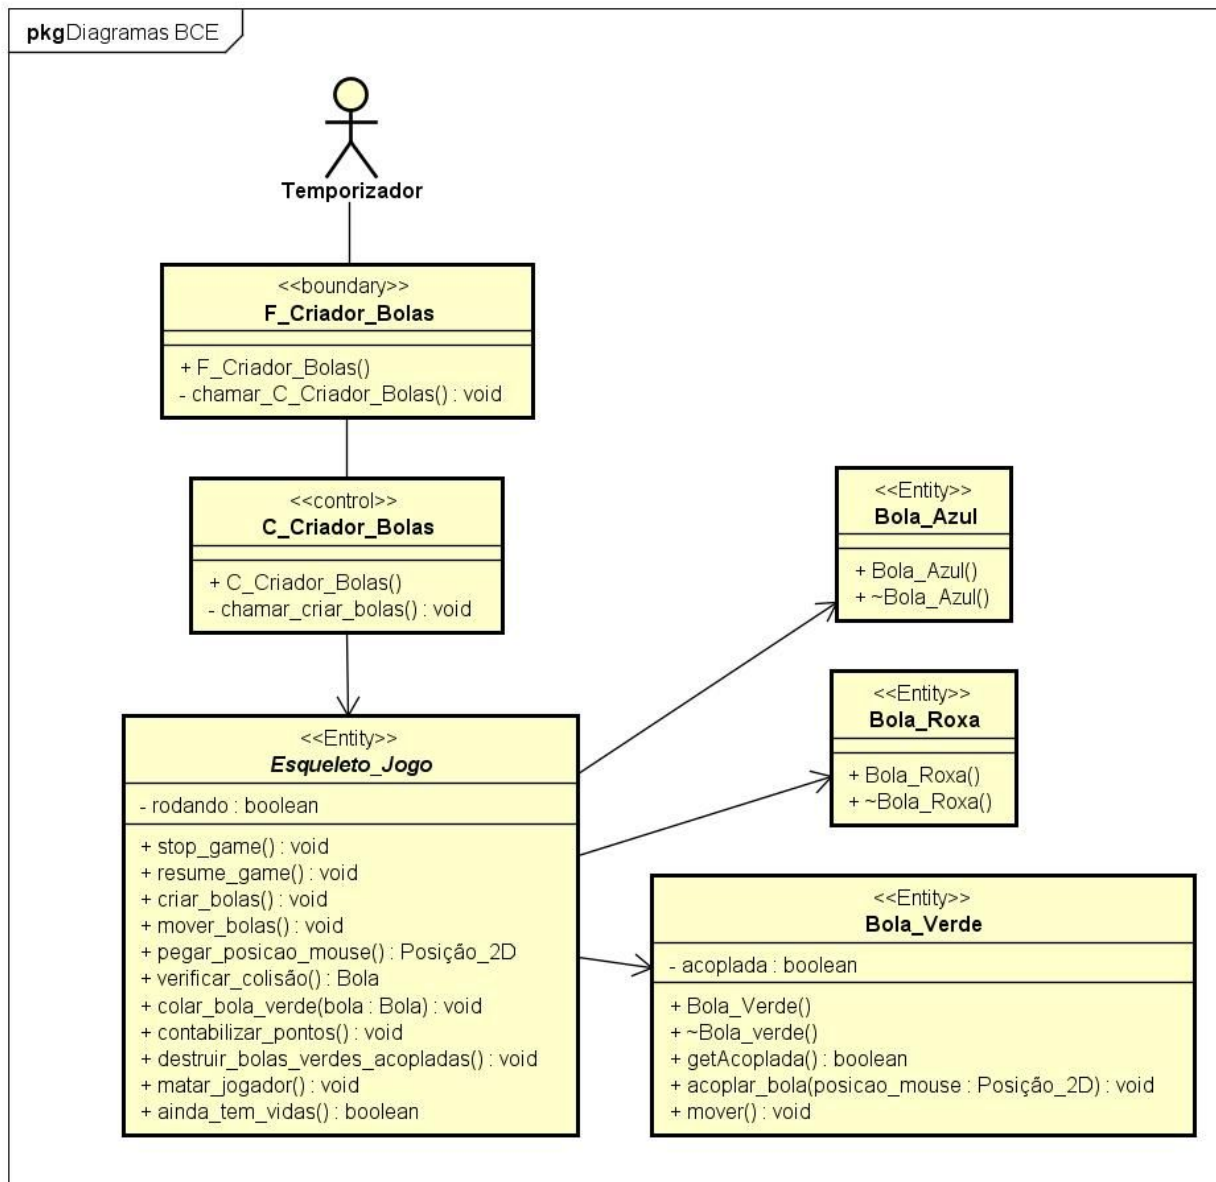 pkgDiagramas BCE
Temporizador
<<boundary>>
F_Criador_Bolas
+ F_Criador_Bolas()
- chamar_C_Criador_Bolas() : void
<<control>>
C_Criador_Bolas
+ C_Criador_Bolas()
- chamar_criar_bolas() : void
<<Entity>>
Esqueleto_Jogo
- rodando : boolean
+ stop_game() : void
+ resume_game() : void
+ criar_bolas() : void
+ mover_bolas() : void
+ pegar_posicao_mouse() : Posição_2D
+ verificar_colisão() : Bola
+ colar_bola_verde(bola : Bola) : void
+ contabilizar_pontos() : void
+ destruir_bolas_verdes_acopladas() : void
+ matar_jogador() : void
+ ainda_tem_vidas() : boolean
<<Entity>>
Bola_Azul
+ Bola_Azul()
+ ~Bola_Azul()
<<Entity>>
Bola_Roxa
+ Bola_Roxa()
+ ~Bola_Roxa()
<<Entity>>
Bola_Verde
- acoplada : boolean
+ Bola_Verde()
+ ~Bola_verde()
+ getAcoplada() : boolean
+ acoplar_bola(posicao_mouse : Posição_2D) : void
+ mover() : void